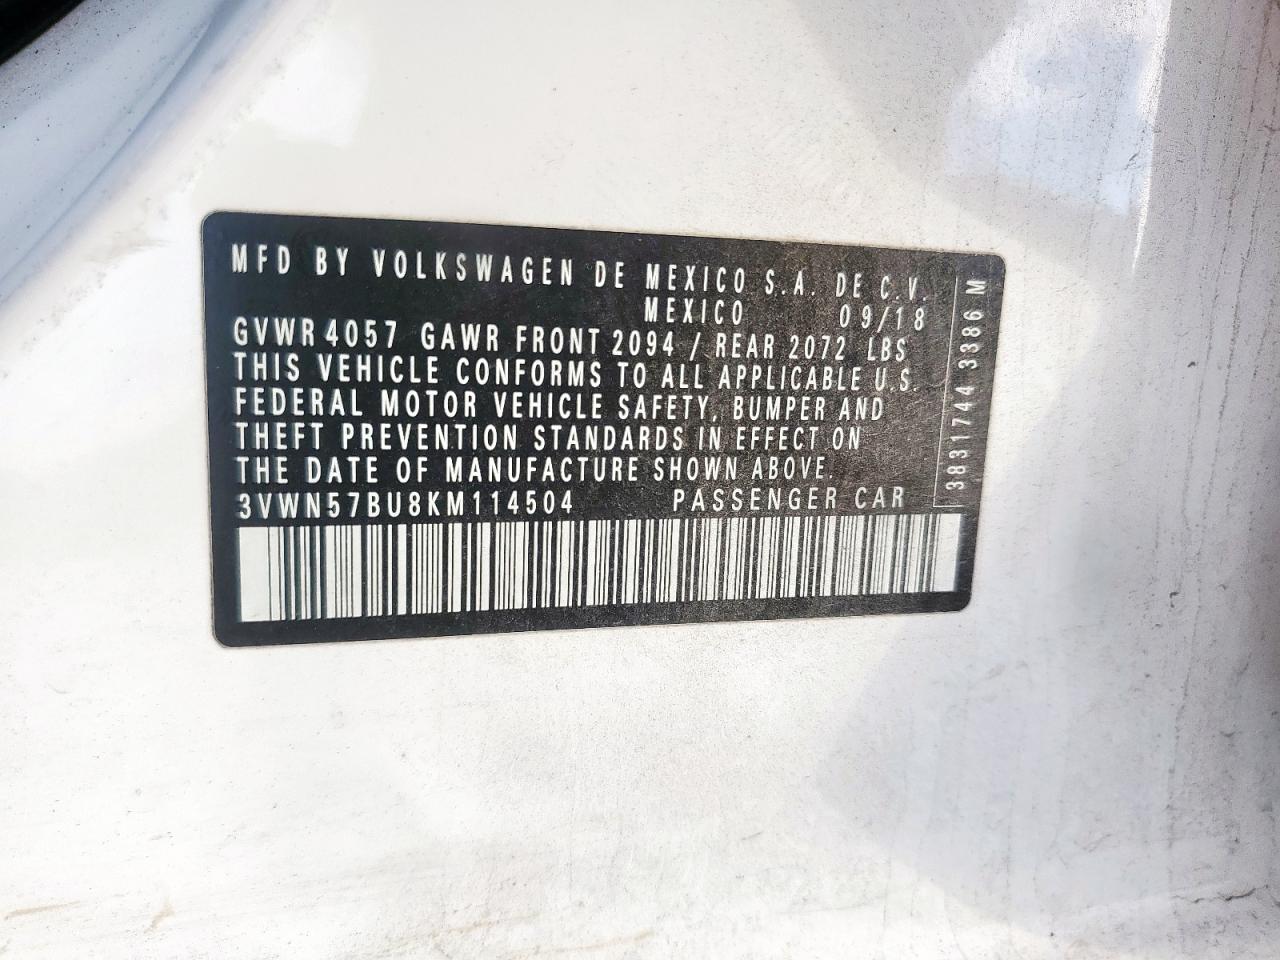 MFD BY VOLKSWAGEN DE MEXICO S.A. DE C.V.
MEXICO 09/18
GVWR 4057 GAWR FRONT 2094 / REAR 2072 LBS
THIS VEHICLE CONFORMS TO ALL APPLICABLE U.S.
FEDERAL MOTOR VEHICLE SAFETY, BUMPER AND
THEFT PREVENTION STANDARDS IN EFFECT ON
THE DATE OF MANUFACTURE SHOWN ABOVE.
3VWN57BU8KM114504 PASSENGER CAR
3831744 3386 M